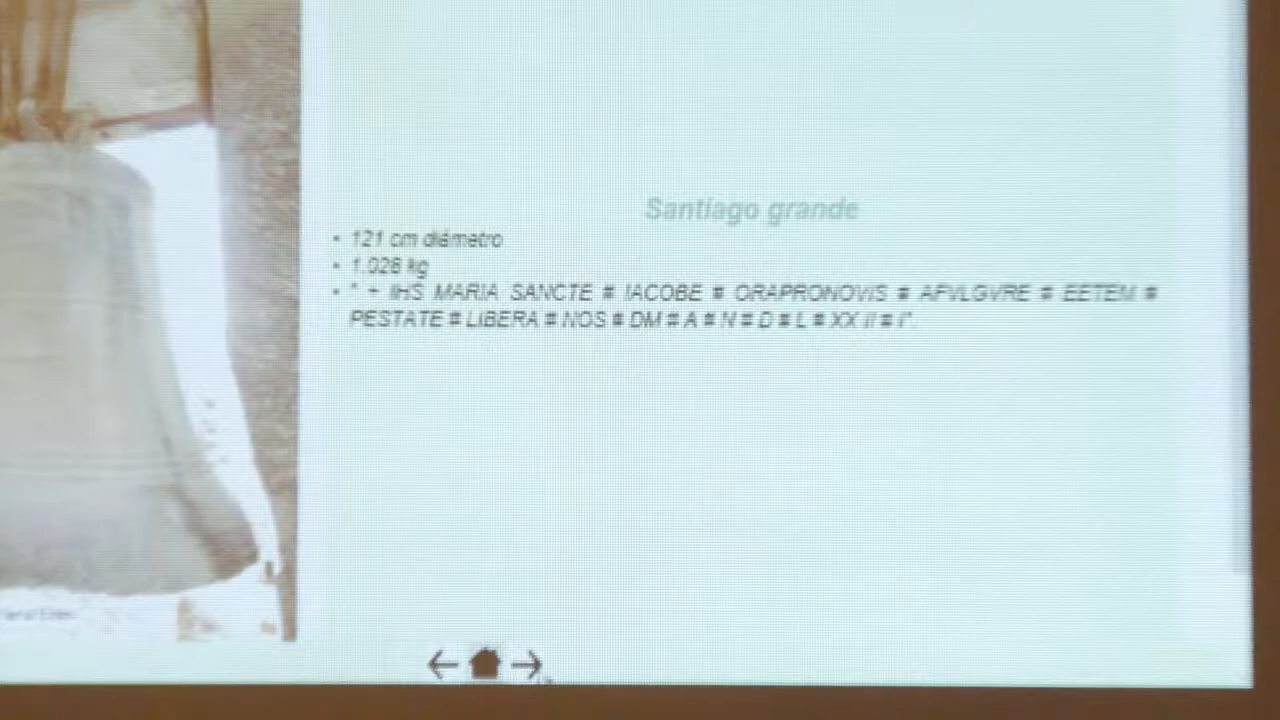 Santiago grande
• 121 cm diámetro
• 1.026 kg
• " + IHS MARIA SANCTE # IACOBE # ORAPRONOVIS # AFVLGVRE # EETEM #
PESTATE # LIBERA # NOS # DM # A # N # D # L # XX II # I".